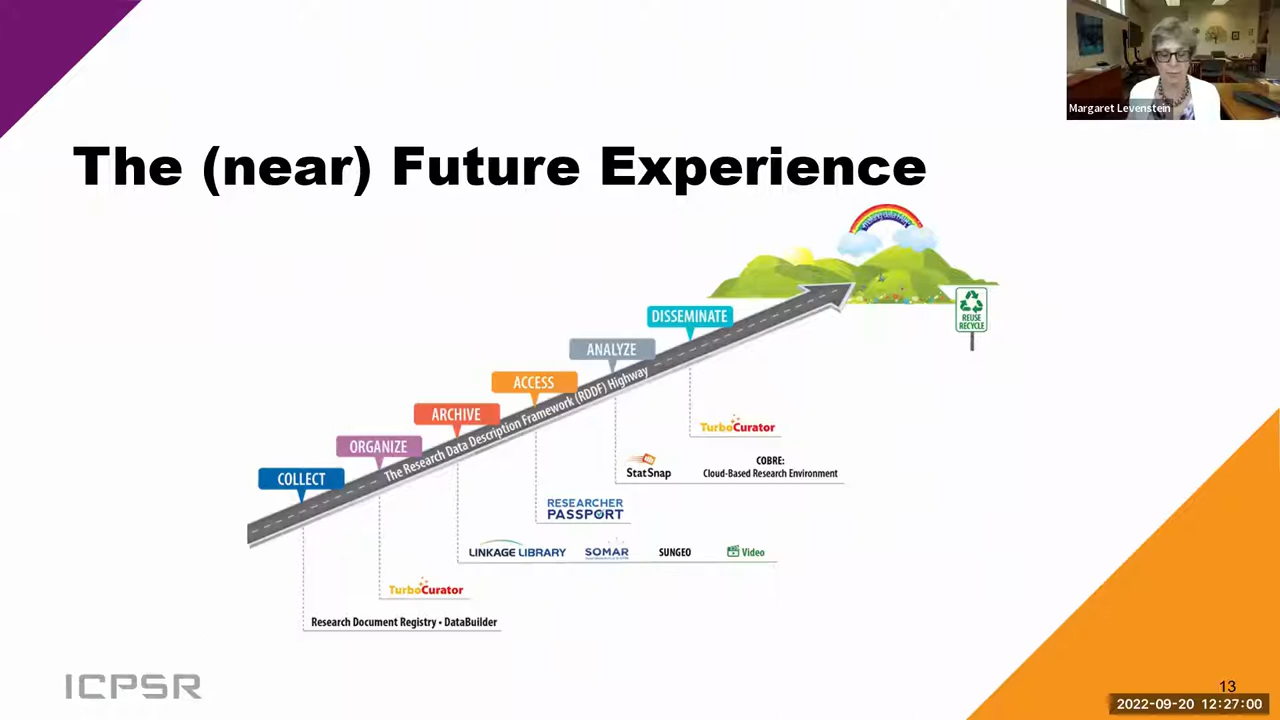 Margaret Levenstein
The (near) Future Experience
REUSE
RECYCLE
DISSEMINATE
ANALYZE
ACCESS
ARCHIVE
ORGANIZE
COLLECT
The Research Data Description Framework (RDDF) Highway
TurboCurator
StatSnap
COBRE:
Cloud-Based Research Environment
RESEARCHER
PASSPORT
LINKAGE LIBRARY
SOMAR
SUNGEO
Video
TurboCurator
Research Document Registry • DataBuilder
ICPSR
13
2022-09-20 12:27:00